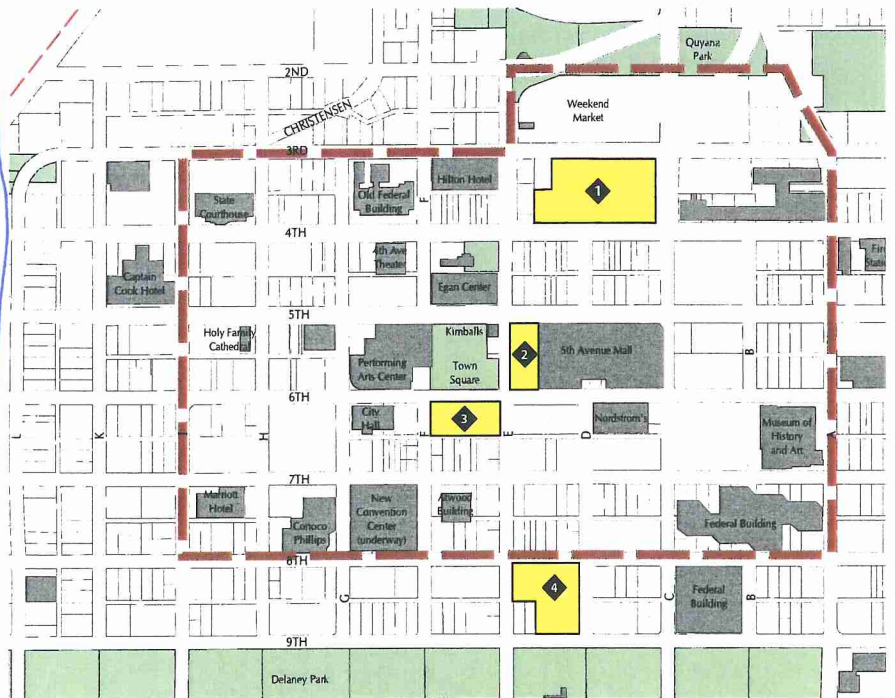 Quyana
Park
2ND
Weekend
Market
CHRISTENSEN
3RD
Hilton Hotel
1
State
Courthouse
Old Federal
Building
F
4TH
4th Ave
Theater
Fire
Captain
Cook Hotel
Egan Center
5TH
Holy Family
Cathedral
Kimballs
2
5th Avenue Mall
B
Performing
Arts Center
Town
Square
6TH
City
Hall
3
Nordstrom's
Museum of
History
and Art
L
K
H
F
E
D
A
7TH
Marriott
Hotel
New
Convention
Center
(underway)
Atwood
Building
Conoco
Phillips
Federal Building
8TH
4
Federal
Building
G
C
B
9TH
Delaney Park